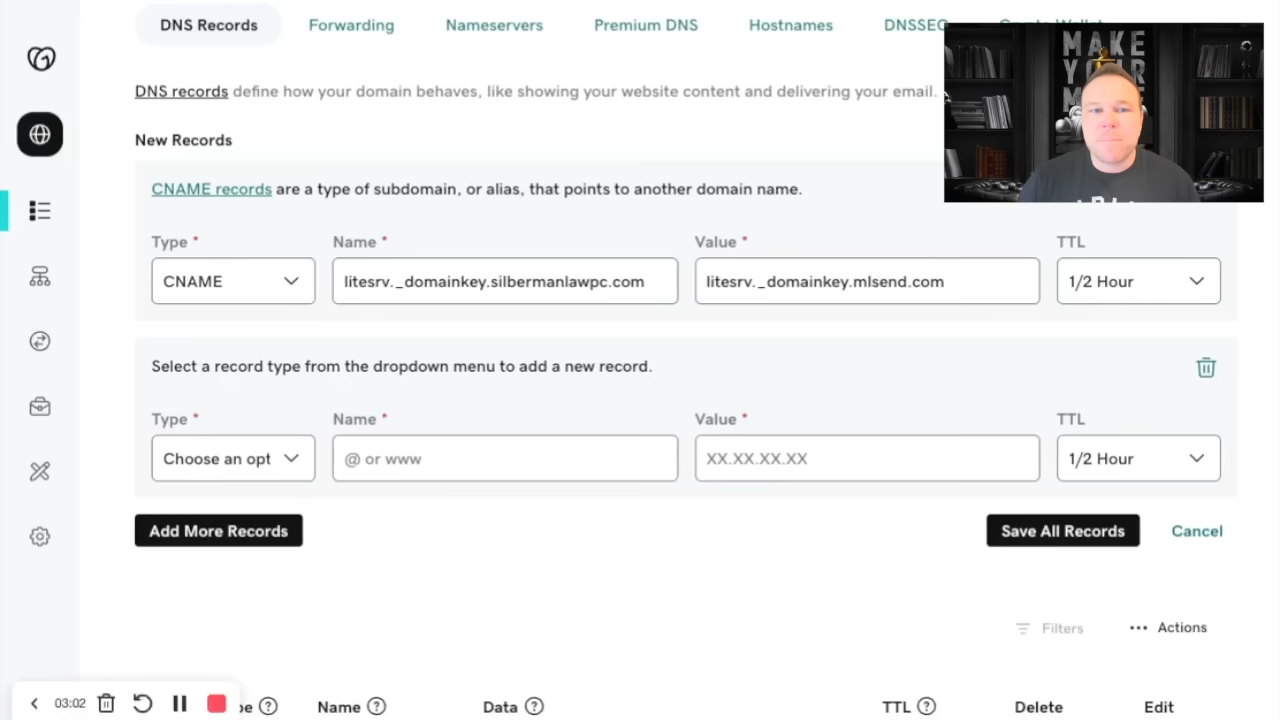 DNS Records Forwarding Nameservers Premium DNS Hostnames DNSSEC
MAKE
DNS records define how your domain behaves, like showing your website content and delivering your email.
New Records
CNAME records are a type of subdomain, or alias, that points to another domain name.
Type * Name * Value * TTL
CNAME litesrv._domainkey.silbermanlawpc.com litesrv._domainkey.mlsend.com 1/2 Hour
Select a record type from the dropdown menu to add a new record.
Type * Name * Value * TTL
Choose an opt @ or www XX.XX.XX.XX 1/2 Hour
Add More Records Save All Records Cancel
Filters ••• Actions
03:02 Name ? Data ? TTL ? Delete Edit